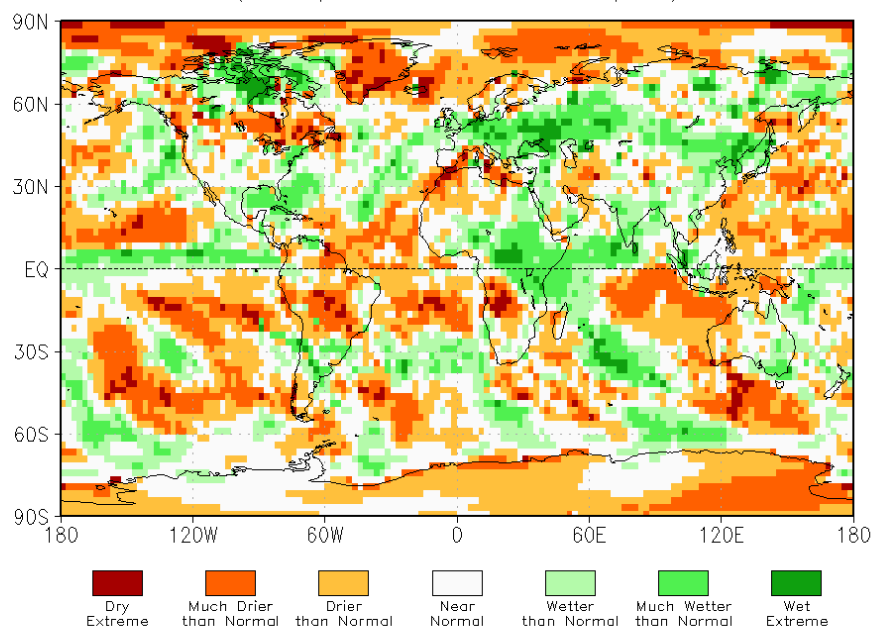 90N
60N
30N
EQ
30S
60S
90S
180 120W 60W 0 60E 120E 180
Dry Much Drier Drier Near Wetter Much Wetter Wet
Extreme than Normal than Normal Normal than Normal than Normal Extreme